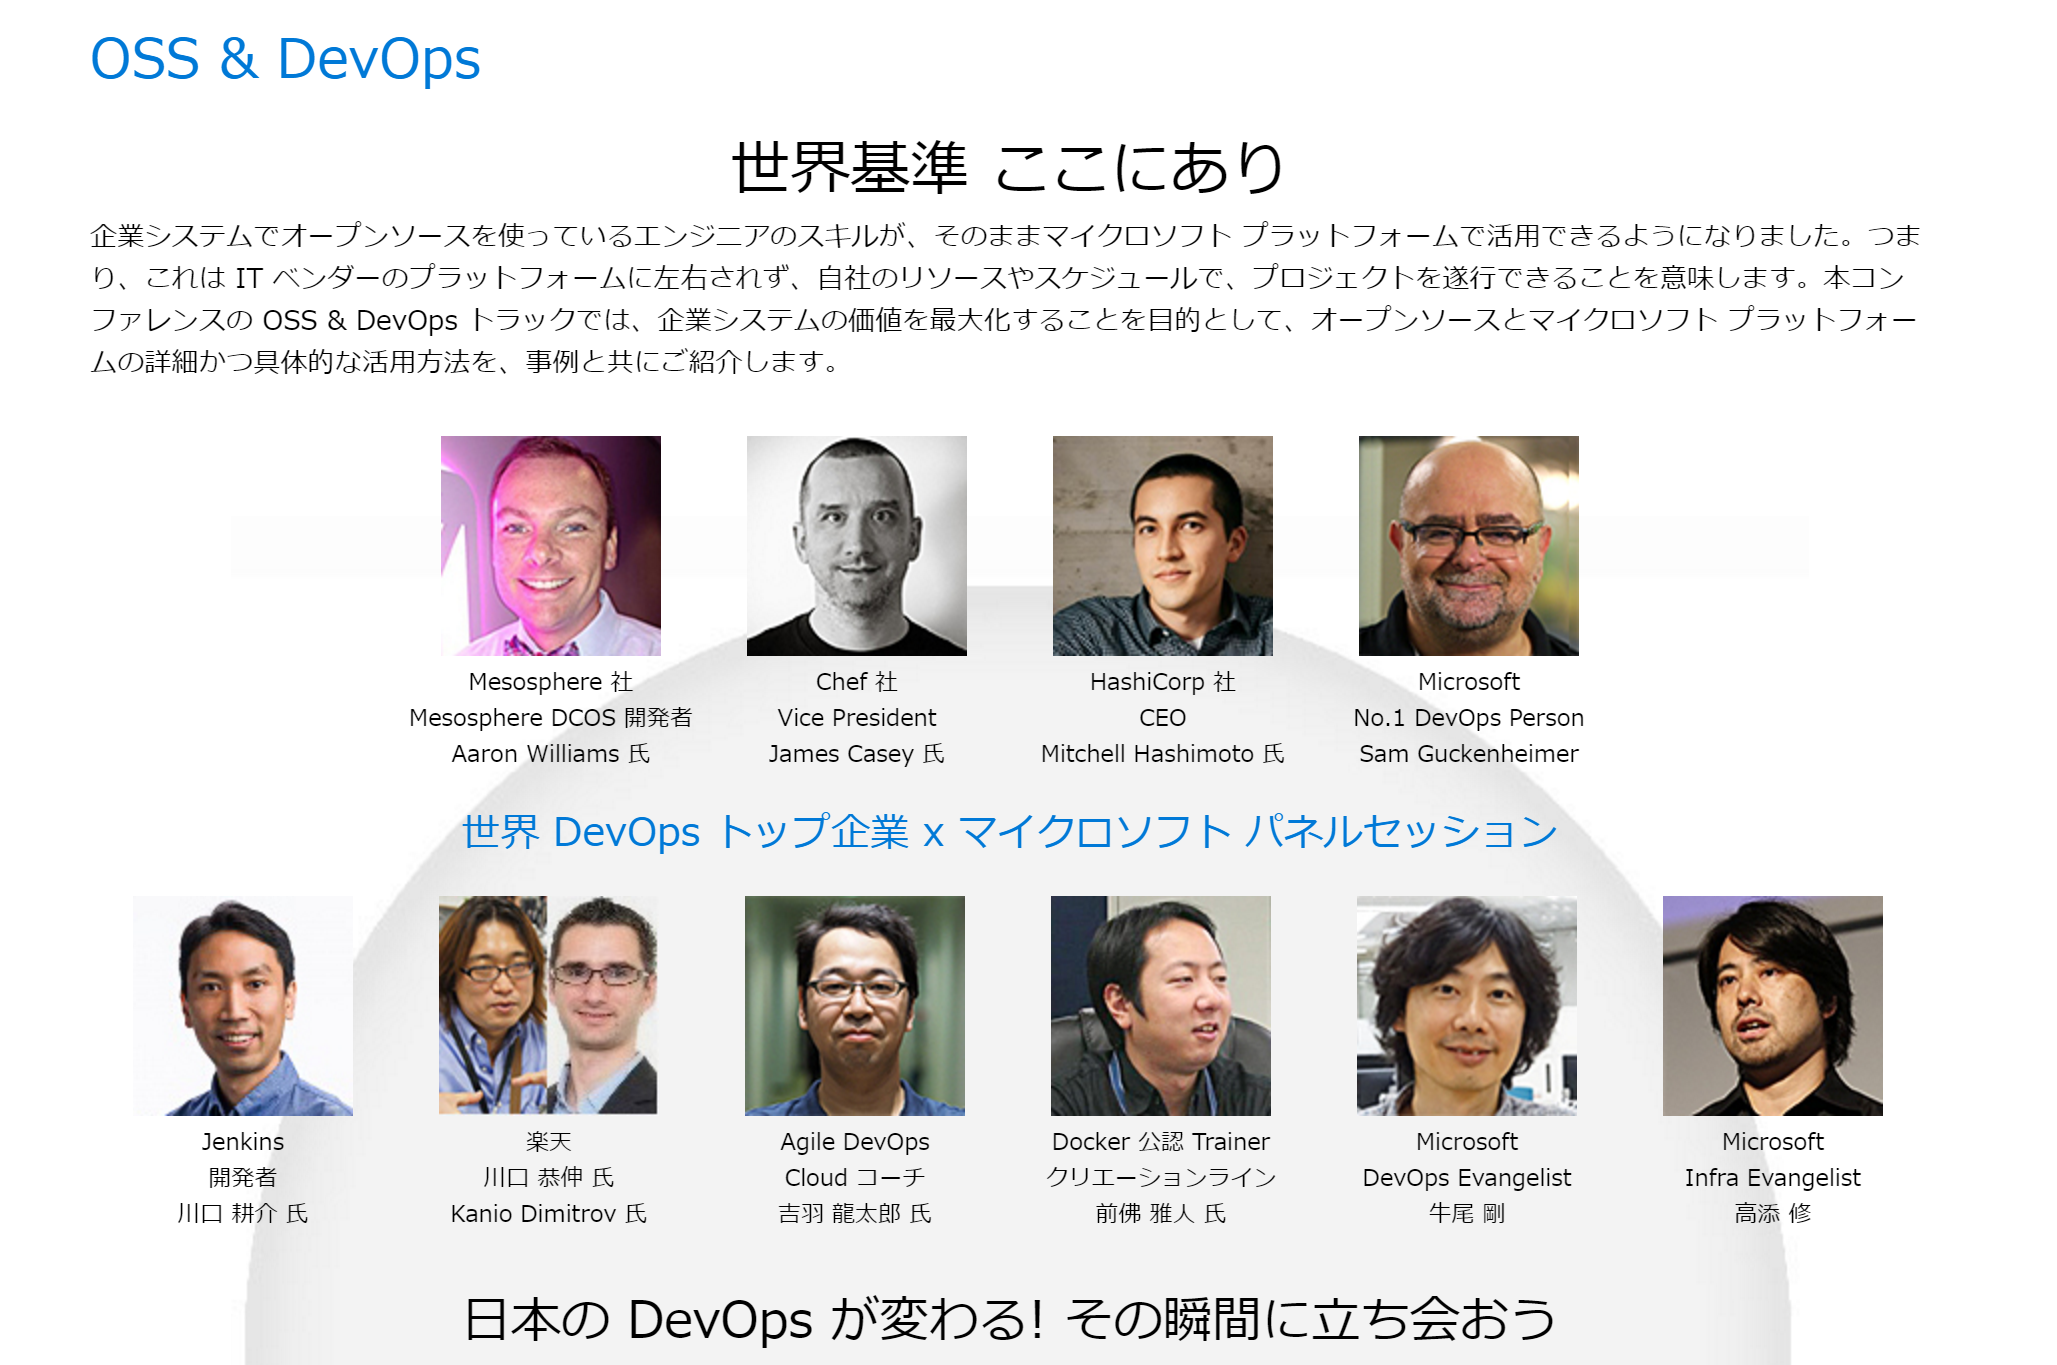 OSS & DevOps
世界基準 ここにあり
企業システムでオープンソースを使っているエンジニアのスキルが、そのままマイクロソフト プラットフォームで活用できるようになりました。つま
り、これは IT ベンダーのプラットフォームに左右されず、自社のリソースやスケジュールで、プロジェクトを遂行できることを意味します。本コン
ファレンスの OSS & DevOps トラックでは、企業システムの価値を最大化することを目的として、オープンソースとマイクロソフト プラットフォー
ムの詳細かつ具体的な活用方法を、事例と共にご紹介します。
Mesosphere 社
Mesosphere DCOS 開発者
Aaron Williams 氏
Chef 社
Vice President
James Casey 氏
HashiCorp 社
CEO
Mitchell Hashimoto 氏
Microsoft
No.1 DevOps Person
Sam Guckenheimer
世界 DevOps トップ企業 x マイクロソフト パネルセッション
Jenkins
開発者
川口 耕介 氏
楽天
川口 恭伸 氏
Kanio Dimitrov 氏
Agile DevOps
Cloud コーチ
吉羽 龍太郎 氏
Docker 公認 Trainer
クリエーションライン
前佛 雅人 氏
Microsoft
DevOps Evangelist
牛尾 剛
Microsoft
Infra Evangelist
高添 修
日本の DevOps が変わる! その瞬間に立ち会おう